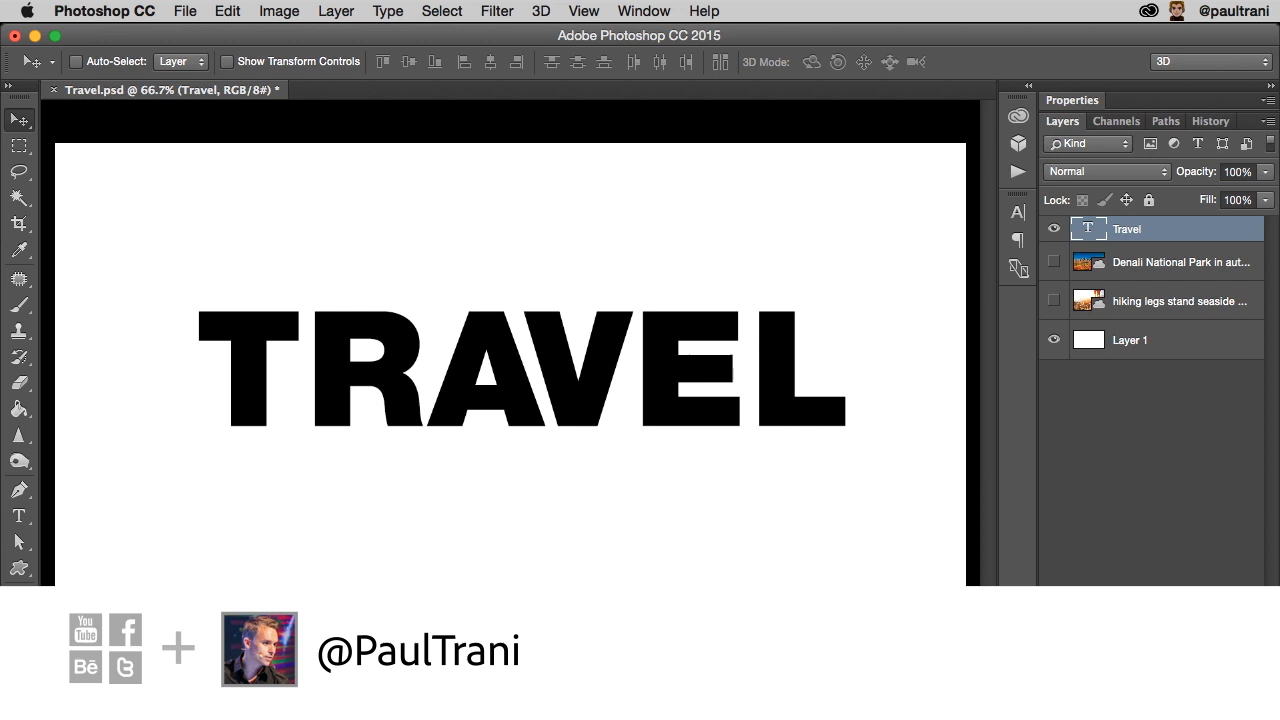 Photoshop CC File Edit Image Layer Type Select Filter 3D View Window Help @paultrani
Adobe Photoshop CC 2015
Auto-Select: Layer Show Transform Controls 3D Mode: 3D
Travel.psd @ 66.7% (Travel, RGB/8#) *
Properties
Layers Channels Paths History
Kind T
Normal Opacity: 100%
Lock: Fill: 100%
T Travel
Denali National Park in aut...
hiking legs stand seaside ...
Layer 1
A
T
TRAVEL
You Tube f
Bē t
+ @PaulTrani